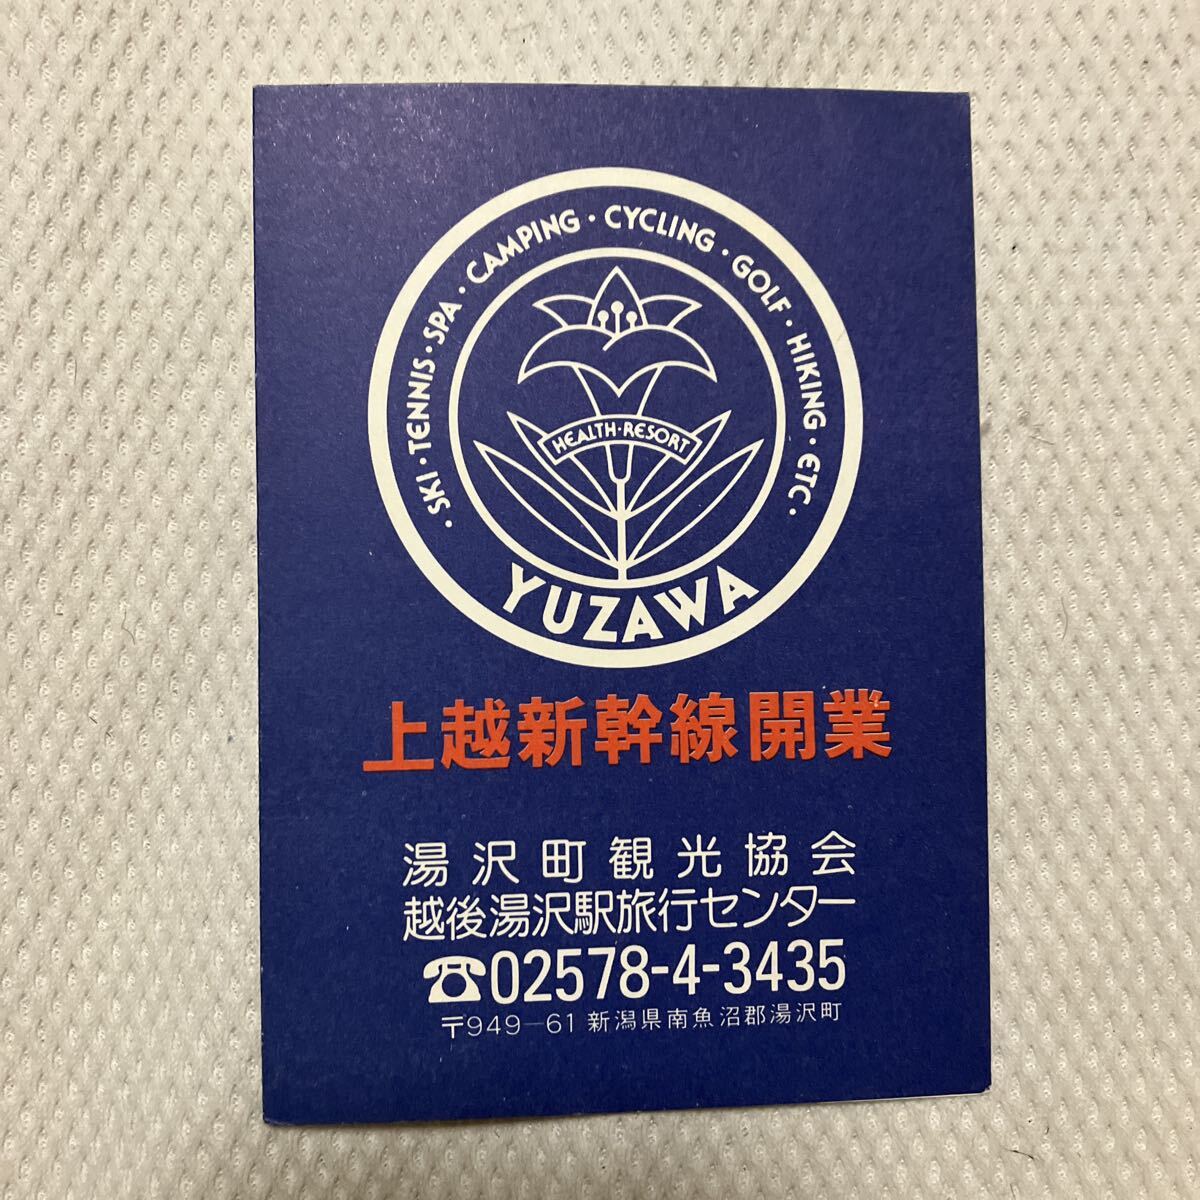 ・SKI・TENNIS・SPA・CAMPING・CYCLING・GOLF・HIKING・ETC・
HEALTH・RESORT
YUZAWA
上越新幹線開業
湯沢町観光協会
越後湯沢駅旅行センター
☎02578-4-3435
〒949-61 新潟県南魚沼郡湯沢町